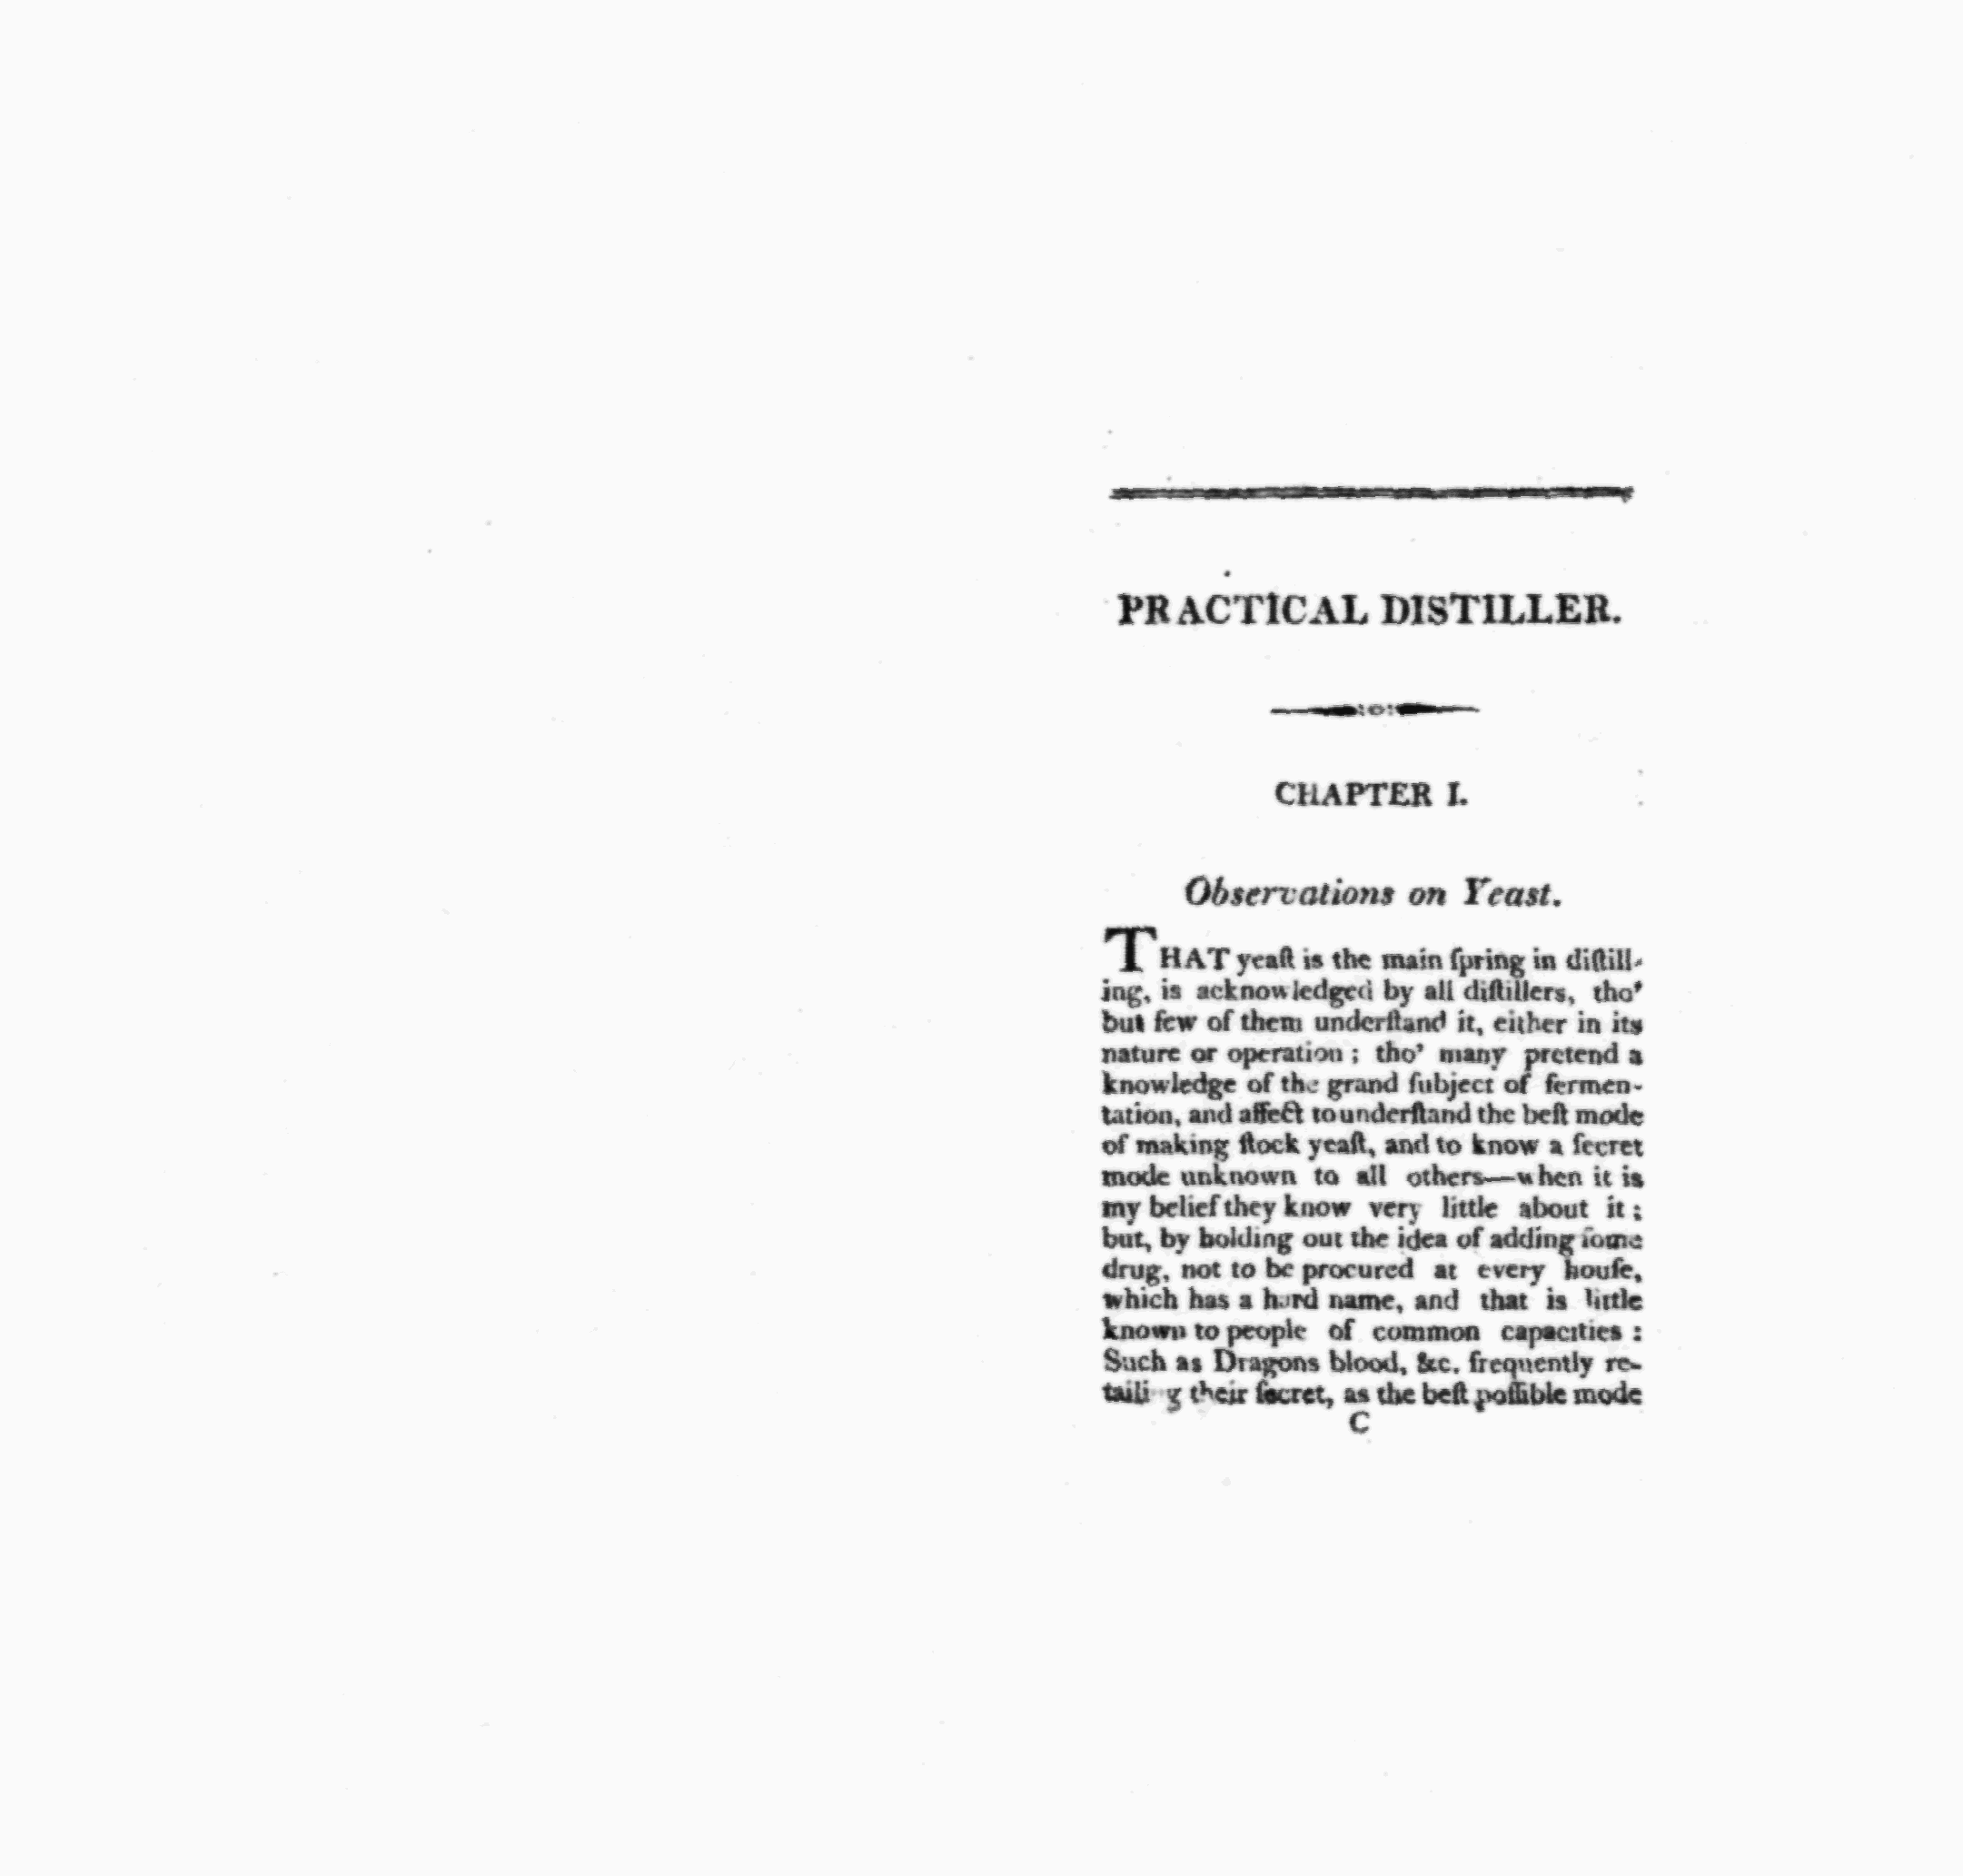 PRACTICAL DISTILLER.
CHAPTER I.
Observations on Yeast.
THAT yeaſt is the main ſpring in diſtill-
ing, is acknowledged by all diſtillers, tho'
but few of them underſtand it, either in its
nature or operation; tho' many pretend a
knowledge of the grand ſubject of fermen-
tation, and affect to underſtand the beſt mode
of making ſtock yeaſt, and to know a ſecret
mode unknown to all others—when it is
my belief they know very little about it;
but, by holding out the idea of adding ſome
drug, not to be procured at every houſe,
which has a hard name, and that is little
known to people of common capacities:
Such as Dragons blood, &c. frequently re-
tailing their ſecret, as the beſt poſſible mode
C